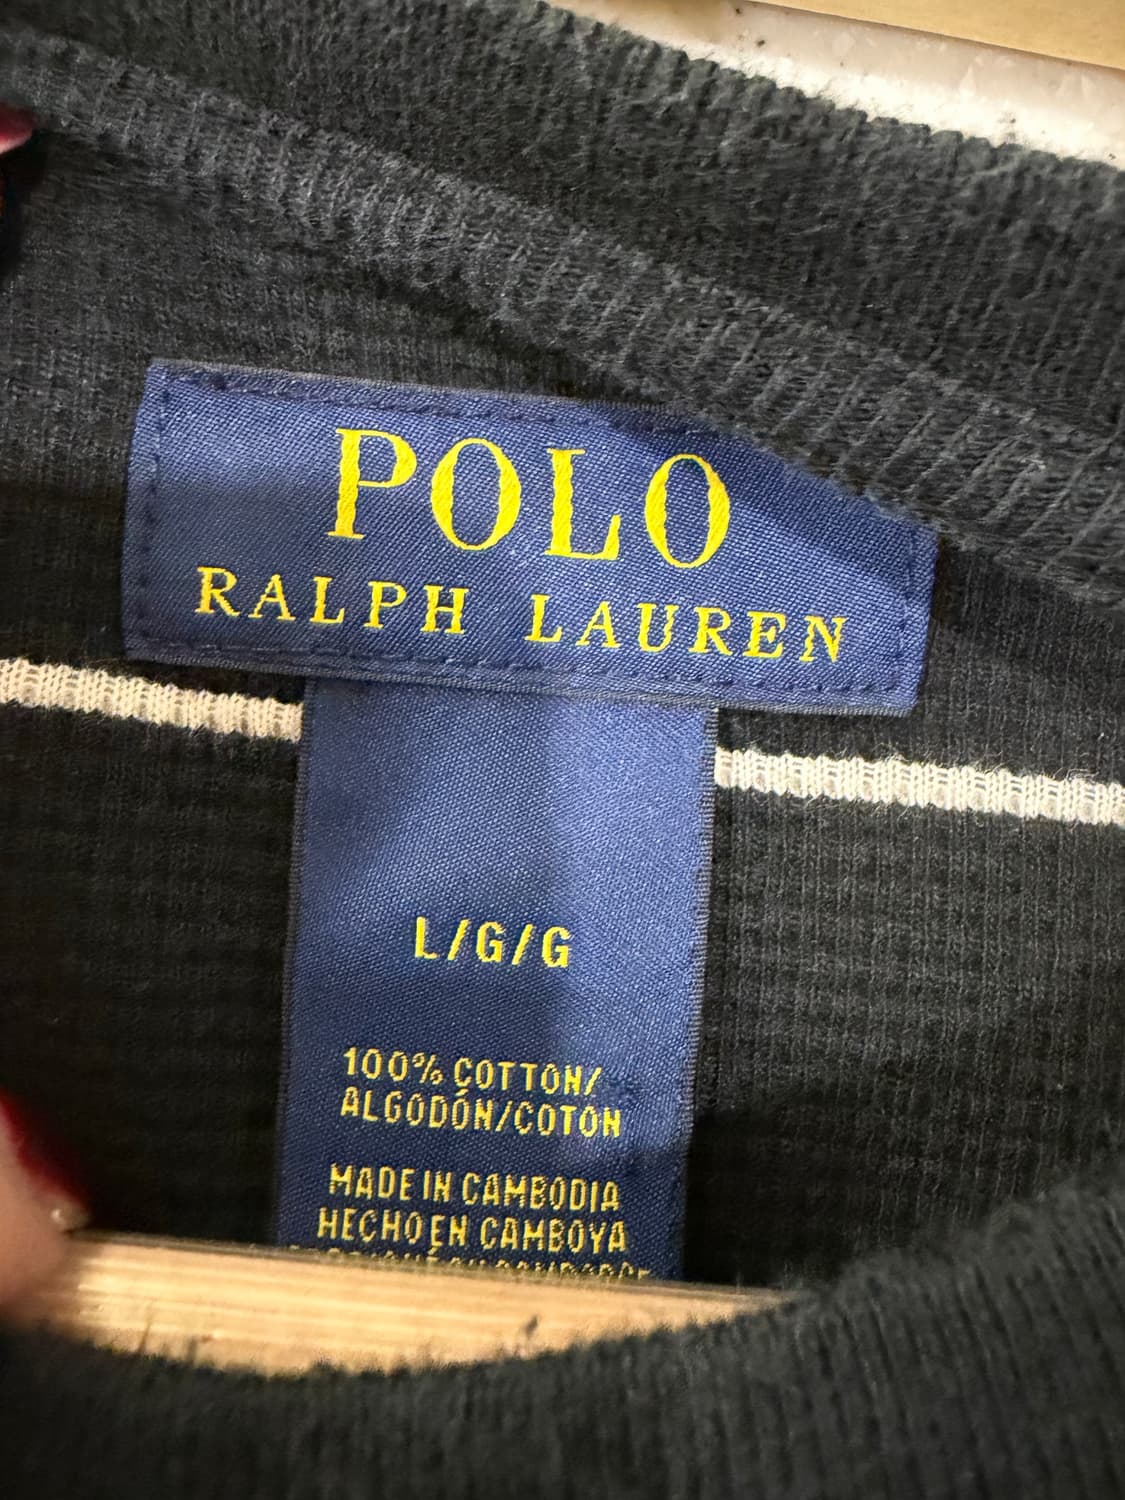 POLO
RALPH LAUREN
L/G/G
100% COTTON/
ALGODÓN/COTON
MADE IN CAMBODIA
HECHO EN CAMBOYA